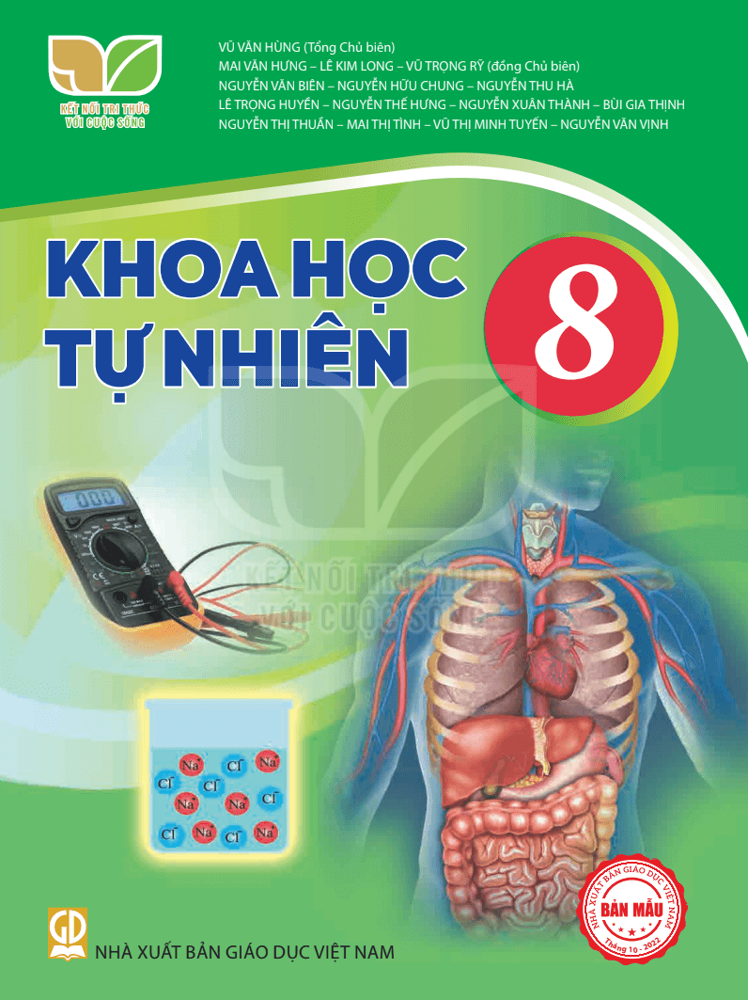 VŨ VĂN HÙNG (Tổng Chủ biên)
MAI VĂN HƯNG – LÊ KIM LONG – VŨ TRỌNG RỸ (đồng Chủ biên)
NGUYỄN VĂN BIÊN – NGUYỄN HỮU CHUNG – NGUYỄN THU HÀ
LÊ TRỌNG HUYỀN – NGUYỄN THẾ HƯNG – NGUYỄN XUÂN THÀNH – BÙI GIA THỊNH
NGUYỄN THỊ THUẦN – MAI THỊ TÌNH – VŨ THỊ MINH TUYẾN – NGUYỄN VĂN VỊNH
KẾT NỐI TRI THỨC
VỚI CUỘC SỐNG
KHOA HỌC
TỰ NHIÊN
8
000
KẾT NỐI TRI THỨC
VỚI CUỘC SỐNG
Na⁺ Cl⁻ Na⁺
Cl⁻ Cl⁻
Na⁺ Na⁺ Cl⁻
Cl⁻ Na⁺ Cl⁻ Na⁺
NHÀ XUẤT BẢN GIÁO DỤC VIỆT NAM
BẢN MẪU
Tháng 10 - 2022
GD
NHÀ XUẤT BẢN GIÁO DỤC VIỆT NAM